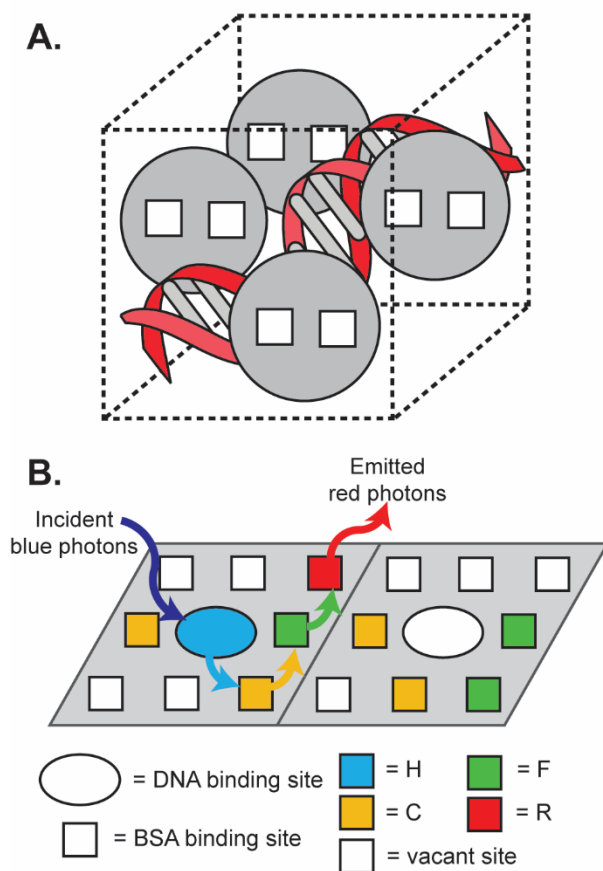 A.
B.
Emitted
red photons
Incident
blue photons
= DNA binding site
= H
= F
= C
= R
= BSA binding site
= vacant site